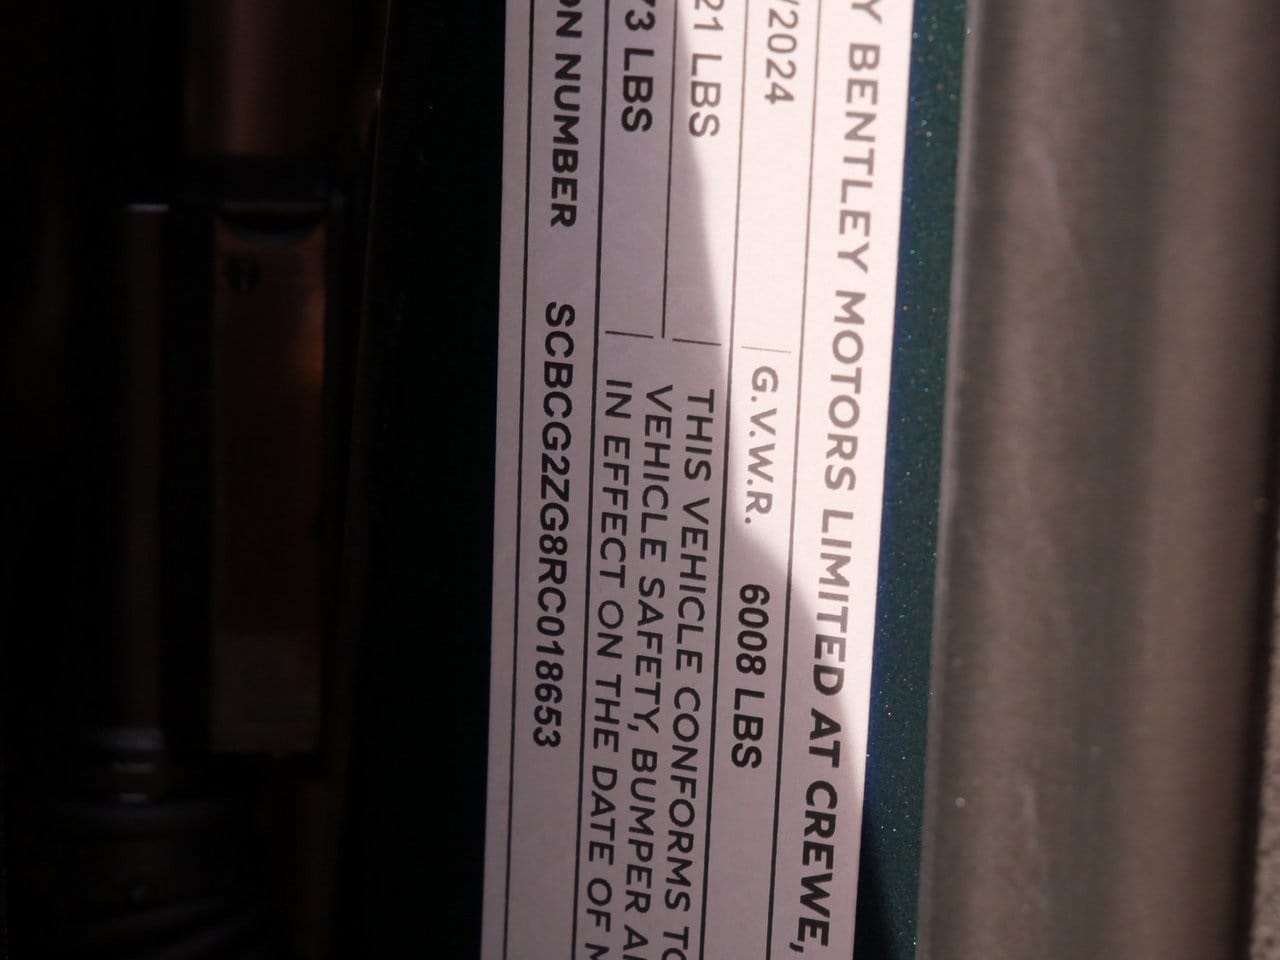 Y BENTLEY MOTORS LIMITED AT CREWE,
/2024 G.V.W.R. 6008 LBS
21 LBS THIS VEHICLE CONFORMS TO
VEHICLE SAFETY, BUMPER A
73 LBS IN EFFECT ON THE DATE OF M
ON NUMBER SCBCG2ZG8RC018653